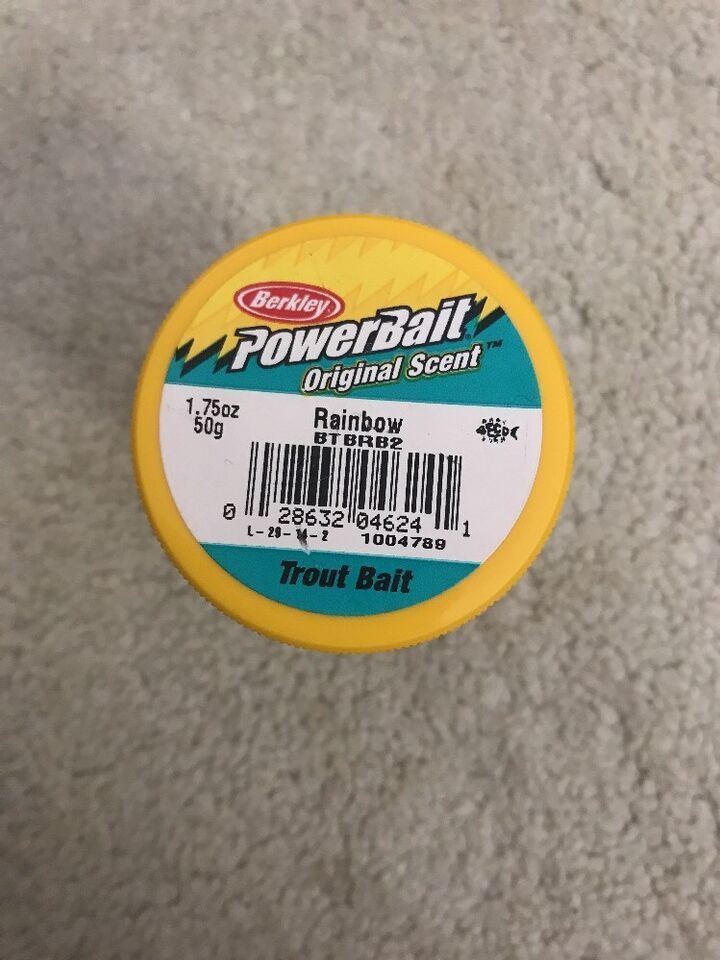 Berkley
PowerBait
Original Scent™
1.75oz
50g
Rainbow
BTBRB2
0 28632 04624 1
1004789
Trout Bait